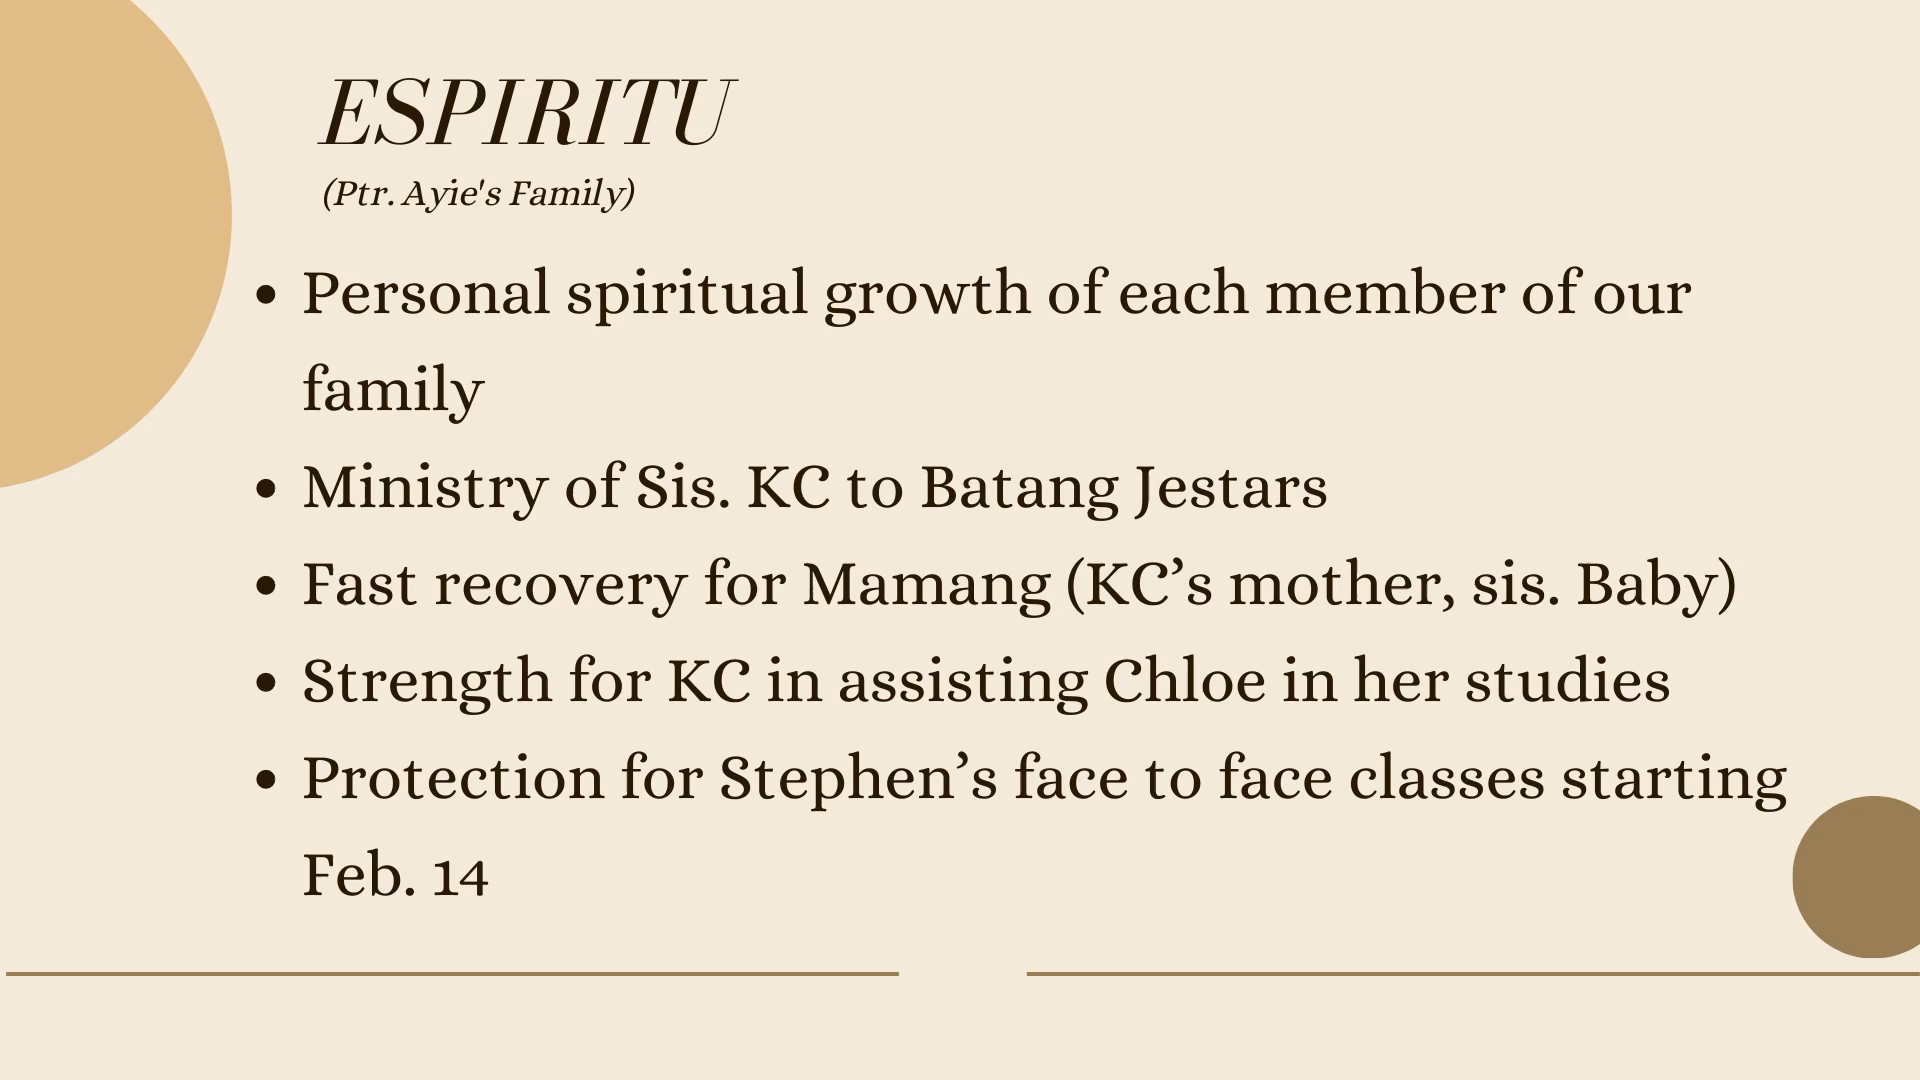 ESPIRITU
(Ptr. Ayie's Family)
• Personal spiritual growth of each member of our
family
• Ministry of Sis. KC to Batang Jestars
• Fast recovery for Mamang (KC’s mother, sis. Baby)
• Strength for KC in assisting Chloe in her studies
• Protection for Stephen’s face to face classes starting
Feb. 14